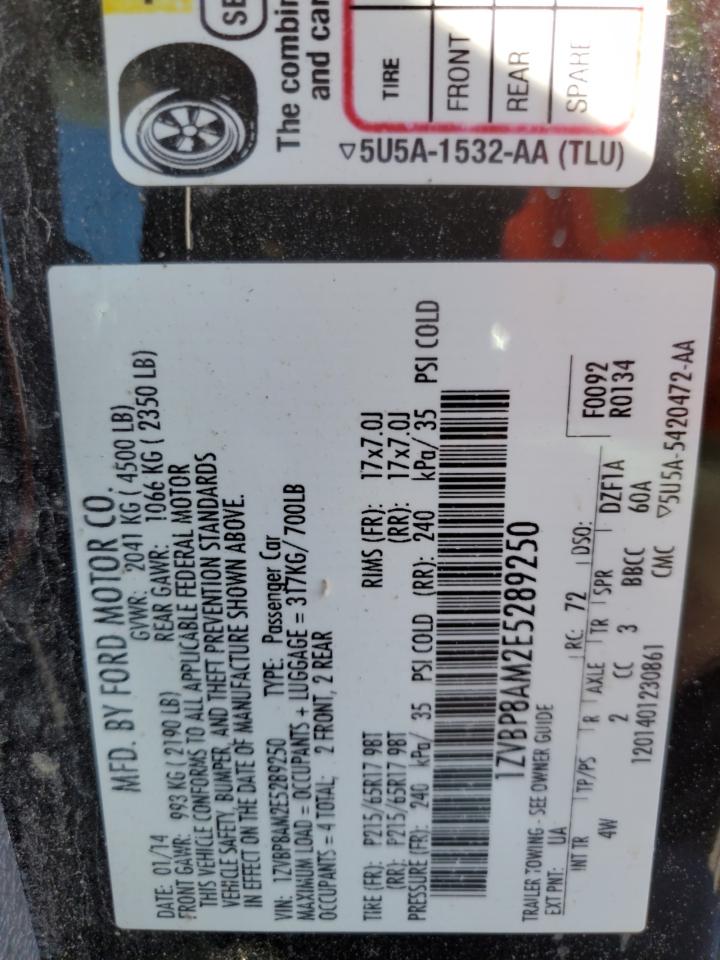 SE
The combin
and car
TIRE
FRONT
REAR
SPARE
▽5U5A-1532-AA (TLU)
MFD. BY FORD MOTOR CO.
DATE: 01/14 GVWR: 2041 KG ( 4500 LB)
FRONT GAWR: 993 KG ( 2190 LB) REAR GAWR: 1066 KG ( 2350 LB)
THIS VEHICLE CONFORMS TO ALL APPLICABLE FEDERAL MOTOR
VEHICLE SAFETY, BUMPER, AND THEFT PREVENTION STANDARDS
IN EFFECT ON THE DATE OF MANUFACTURE SHOWN ABOVE.
VIN: 1ZVBP8AM2E5289250 TYPE: Passenger Car
MAXIMUM LOAD = OCCUPANTS + LUGGAGE = 317KG/ 700LB
OCCUPANTS = 4 TOTAL; 2 FRONT, 2 REAR
TIRE (FR): P215/65R17 98T RIMS (FR): 17x7.0J
(RR): P215/65R17 98T (RR): 17x7.0J
PRESSURE (FR): 240 kPa/ 35 PSI COLD (RR): 240 kPa/ 35 PSI COLD
1ZVBP8AM2E5289250
TRAILER TOWING - SEE OWNER GUIDE
EXT PNT: UA RC: 72 DSO: F0092
R0134
INT TR TP/PS R AXLE TR SPR DZF1A
4W 2 CC 3 BBCC 60A
1201401230861 CMC ▽5U5A-5420472-AA